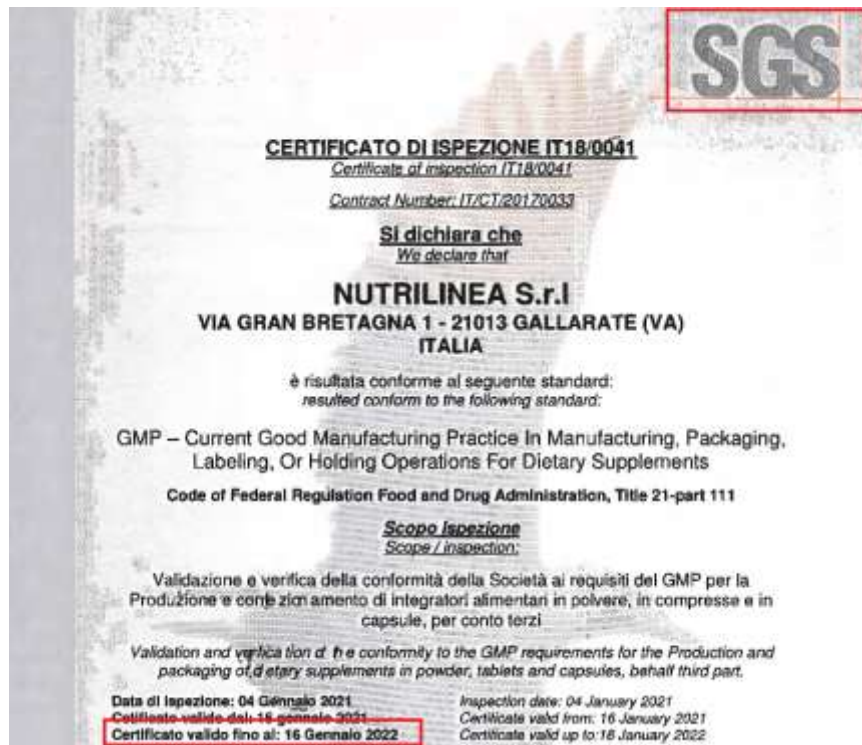 SGS
CERTIFICATO DI ISPEZIONE IT18/0041
Certificate of inspection IT18/0041
Contract Number: IT/CT/20170033
Si dichiara che
We declare that
NUTRILINEA S.r.l
VIA GRAN BRETAGNA 1 - 21013 GALLARATE (VA)
ITALIA
è risultata conforme al seguente standard:
resulted conform to the following standard:
GMP – Current Good Manufacturing Practice In Manufacturing, Packaging,
Labeling, Or Holding Operations For Dietary Supplements
Code of Federal Regulation Food and Drug Administration, Title 21-part 111
Scopo Ispezione
Scope / inspection:
Validazione e verifica della conformità della Società ai requisiti del GMP per la
Produzione e confezionamento di integratori alimentari in polvere, in compresse e in
capsule, per conto terzi
Validation and verification of the conformity to the GMP requirements for the Production and
packaging of dietary supplements in powder, tablets and capsules, behalf third part.
Data di Ispezione: 04 Gennaio 2021 Inspection date: 04 January 2021
Cetificato valido dal: 16 gennaio 2021 Certificate valid from: 16 January 2021
Certificato valido fino al: 16 Gennaio 2022 Certificate valid up to:16 January 2022